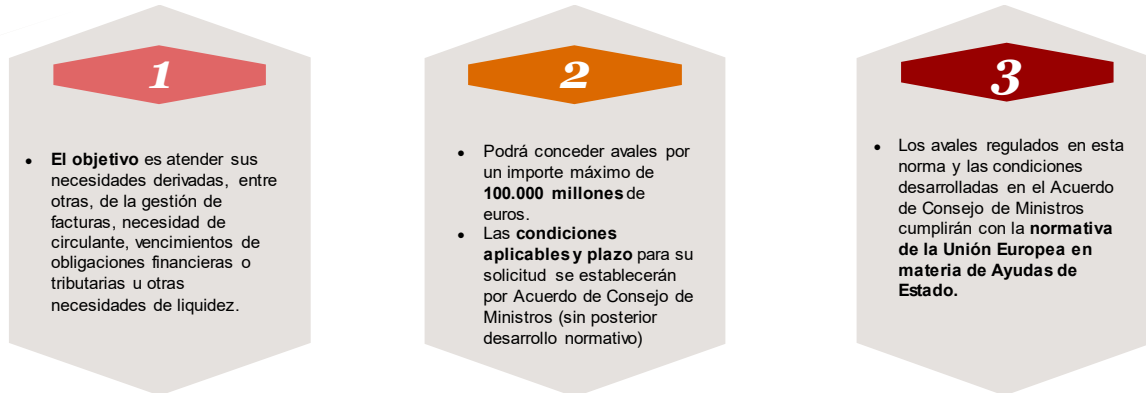 1
● El objetivo es atender sus
necesidades derivadas, entre
otras, de la gestión de
facturas, necesidad de
circulante, vencimientos de
obligaciones financieras o
tributarias u otras
necesidades de liquidez.
2
● Podrá conceder avales por
un importe máximo de
100.000 millones de
euros.
● Las condiciones
aplicables y plazo para su
solicitud se establecerán
por Acuerdo de Consejo de
Ministros (sin posterior
desarrollo normativo)
3
● Los avales regulados en esta
norma y las condiciones
desarrolladas en el Acuerdo
de Consejo de Ministros
cumplirán con la normativa
de la Unión Europea en
materia de Ayudas de
Estado.